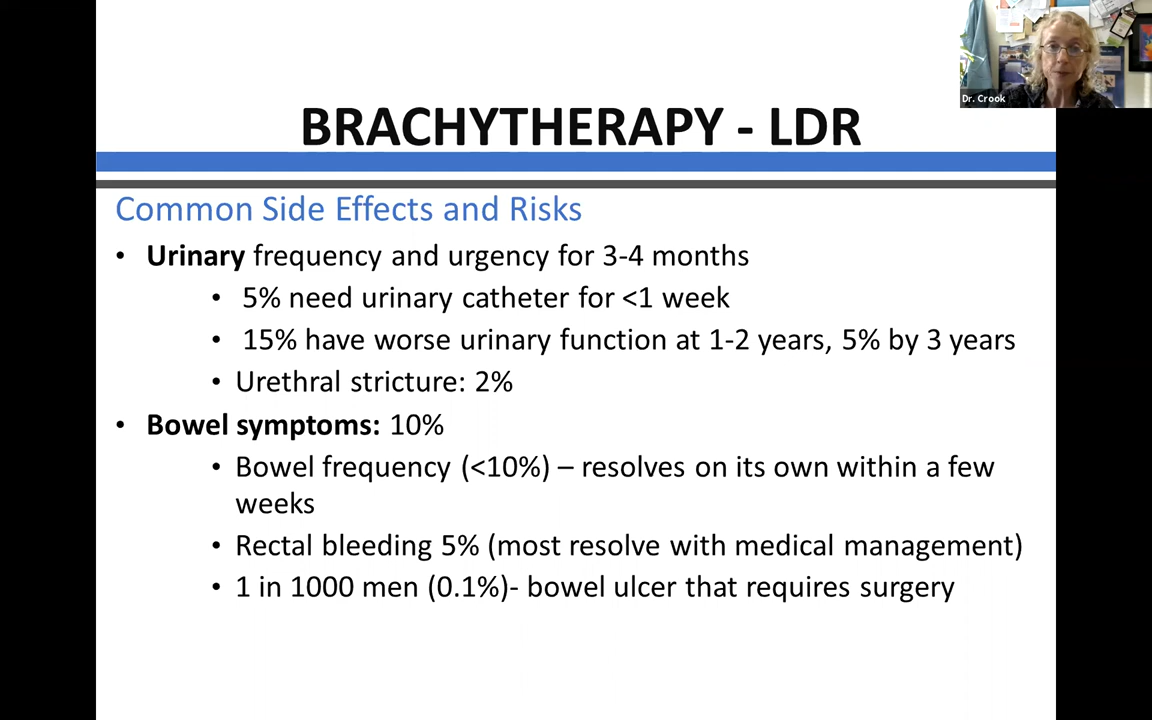 Dr. Crook
BRACHYTHERAPY - LDR
Common Side Effects and Risks
• Urinary frequency and urgency for 3-4 months
• 5% need urinary catheter for <1 week
• 15% have worse urinary function at 1-2 years, 5% by 3 years
• Urethral stricture: 2%
• Bowel symptoms: 10%
• Bowel frequency (<10%) – resolves on its own within a few
weeks
• Rectal bleeding 5% (most resolve with medical management)
• 1 in 1000 men (0.1%)- bowel ulcer that requires surgery